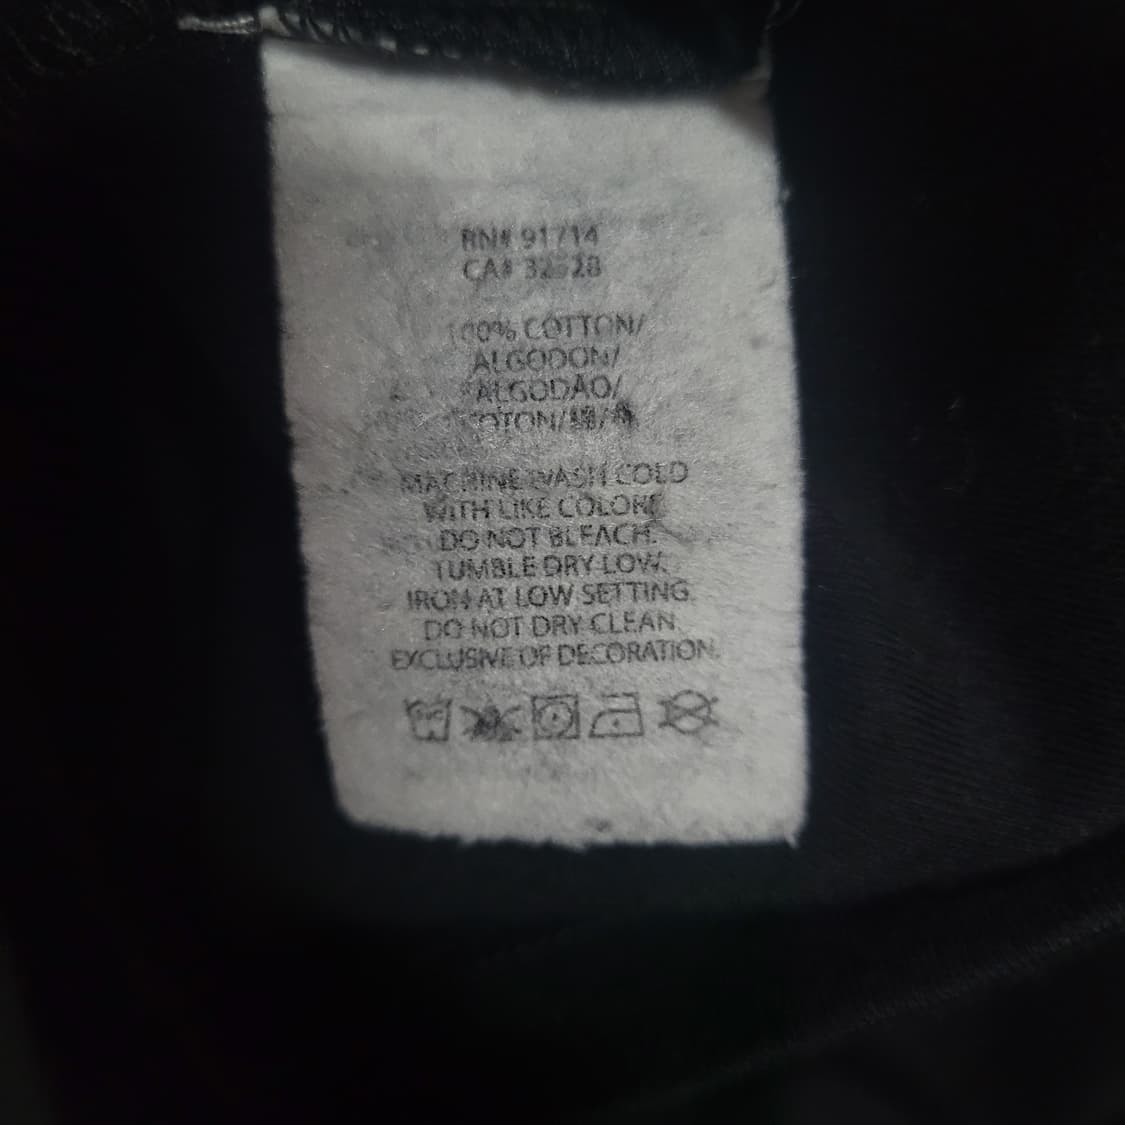 RN# 91714
CA#
100% COTTON/
ALGODON/
ALGODÃO/
COTON/棉/
MACHINE WASH COLD
WITH LIKE COLORS.
DO NOT BLEACH.
TUMBLE DRY LOW.
IRON AT LOW SETTING.
DO NOT DRY CLEAN.
EXCLUSIVE OF DECORATION.